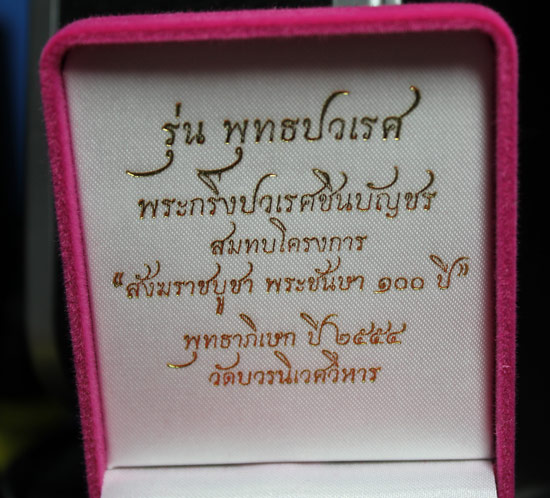 รุ่น พุทธปวเรศ
พระกริ่งปวเรศชินบัญชร
สมทบโครงการ
“สังฆราชบูชา พระชันษา ๑๐๐ ปี”
พุทธาภิเษก ปี ๒๕๕๔
วัดบวรนิเวศวิหาร